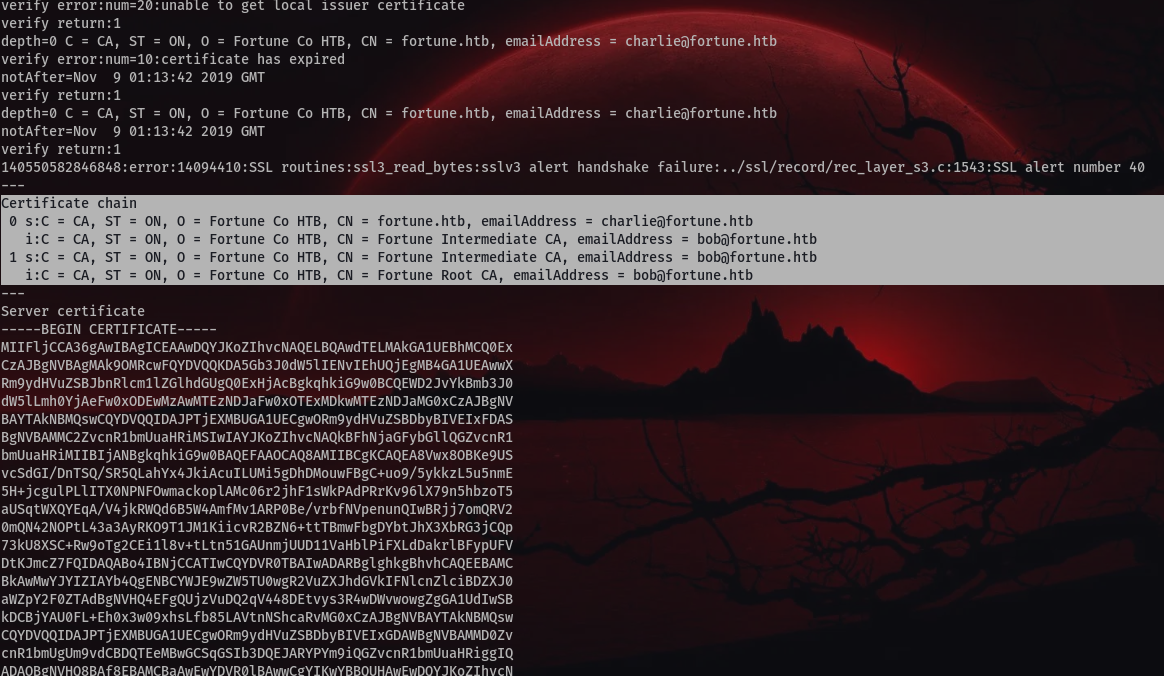 verify error:num=20:unable to get local issuer certificate
verify return:1
depth=0 C = CA, ST = ON, O = Fortune Co HTB, CN = fortune.htb, emailAddress = charlie@fortune.htb
verify error:num=10:certificate has expired
notAfter=Nov  9 01:13:42 2019 GMT
verify return:1
depth=0 C = CA, ST = ON, O = Fortune Co HTB, CN = fortune.htb, emailAddress = charlie@fortune.htb
notAfter=Nov  9 01:13:42 2019 GMT
verify return:1
140550582846848:error:14094410:SSL routines:ssl3_read_bytes:sslv3 alert handshake failure:../ssl/record/rec_layer_s3.c:1543:SSL alert number 40
---
Certificate chain
 0 s:C = CA, ST = ON, O = Fortune Co HTB, CN = fortune.htb, emailAddress = charlie@fortune.htb
   i:C = CA, ST = ON, O = Fortune Co HTB, CN = Fortune Intermediate CA, emailAddress = bob@fortune.htb
 1 s:C = CA, ST = ON, O = Fortune Co HTB, CN = Fortune Intermediate CA, emailAddress = bob@fortune.htb
   i:C = CA, ST = ON, O = Fortune Co HTB, CN = Fortune Root CA, emailAddress = bob@fortune.htb
---
Server certificate
-----BEGIN CERTIFICATE-----
MIIFljCCA36gAwIBAgICEAAwDQYJKoZIhvcNAQELBQAwdTELMAkGA1UEBhMCQ0Ex
CzAJBgNVBAgMAk9OMRcwFQYDVQQKDA5Gb3J0dW5lIENvIEhUQjEgMB4GA1UEAwwX
Rm9ydHVuZSBJbnRlcm1lZGlhdGUgQ0ExHjAcBgkqhkiG9w0BCQEWD2JvYkBmb3J0
dW5lLmh0YjAeFw0xODEwMzAwMTEzNDJaFw0xOTExMDkwMTEzNDJaMG0xCzAJBgNV
BAYTAkNBMQswCQYDVQQIDAJPTjEXMBUGA1UECgwORm9ydHVuZSBDbyBIVEIxFDAS
BgNVBAMMC2ZvcnR1bmUuaHRiMSIwIAYJKoZIhvcNAQkBFhNjaGFybGllQGZvcnR1
bmUuaHRiMIIBIjANBgkqhkiG9w0BAQEFAAOCAQ8AMIIBCgKCAQEA8Vwx8OBKe9US
vcSdGI/DnTSQ/SR5QLahYx4JkiAcuILUMi5gDhDMouwFBgC+uo9/5ykkzL5u5nmE
5H+jcgulPLlITX0NPNFOwmackoplAMc06r2jhF1sWkPAdPRrKv96lX79n5hbzoT5
aUSqtWXQYEqA/V4jkRWQd6B5W4AmfMv1ARP0Be/vrbfNVpenunQIwBRjj7omQRV2
0mQN42NOPtL43a3AyRKO9T1JM1KiicvR2BZN6+ttTBmwFbgDYbtJhX3XbRG3jCQp
73kU8XSC+Rw9oTg2CEi1l8v+tLtn51GAUnmjUUD11VaHblPiFXLdDakrlBFypUFV
DtKJmcZ7FQIDAQABo4IBNjCCATIwCQYDVR0TBAIwADARBglghkgBhvhCAQEEBAMC
BkAwMwYJYIZIAYb4QgENBCYWJE9wZW5TU0wgR2VuZXJhdGVkIFNlcnZlciBDZXJ0
aWZpY2F0ZTAdBgNVHQ4EFgQUjzVuDQ2qV448DEtvys3R4wDWvwowgZgGA1UdIwSB
kDCBjYAU0FL+Eh0x3w09xhsLfb85LAVtnNShcaRvMG0xCzAJBgNVBAYTAkNBMQsw
CQYDVQQIDAJPTjEXMBUGA1UECgwORm9ydHVuZSBDbyBIVEIxGDAWBgNVBAMMD0Zv
cnR1bmUgUm9vdCBDQTEeMBwGCSqGSIb3DQEJARYPYm9iQGZvcnR1bmUuaHRiggIQ
ADAOBgNVHQ8BAf8EBAMCBaAwEwYDVR0lBAwwCgYIKwYBBQUHAwEwDQYJKoZIhvcN